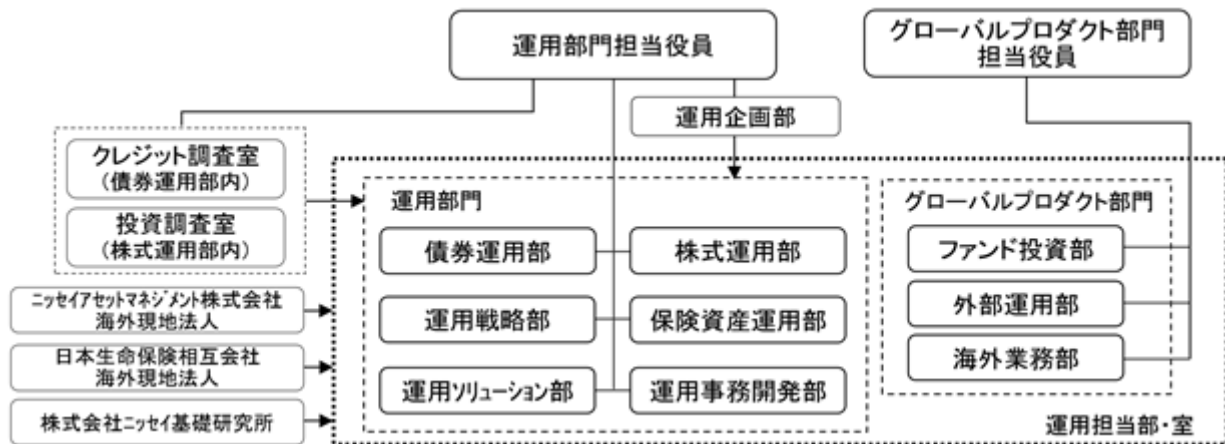 運用部門担当役員
グローバルプロダクト部門
担当役員
運用企画部
クレジット調査室
(債券運用部内)
投資調査室
(株式運用部内)
ニッセイアセットマネジメント株式会社
海外現地法人
日本生命保険相互会社
海外現地法人
株式会社ニッセイ基礎研究所
運用部門
債券運用部
株式運用部
運用戦略部
保険資産運用部
運用ソリューション部
運用事務開発部
グローバルプロダクト部門
ファンド投資部
外部運用部
海外業務部
運用担当部・室